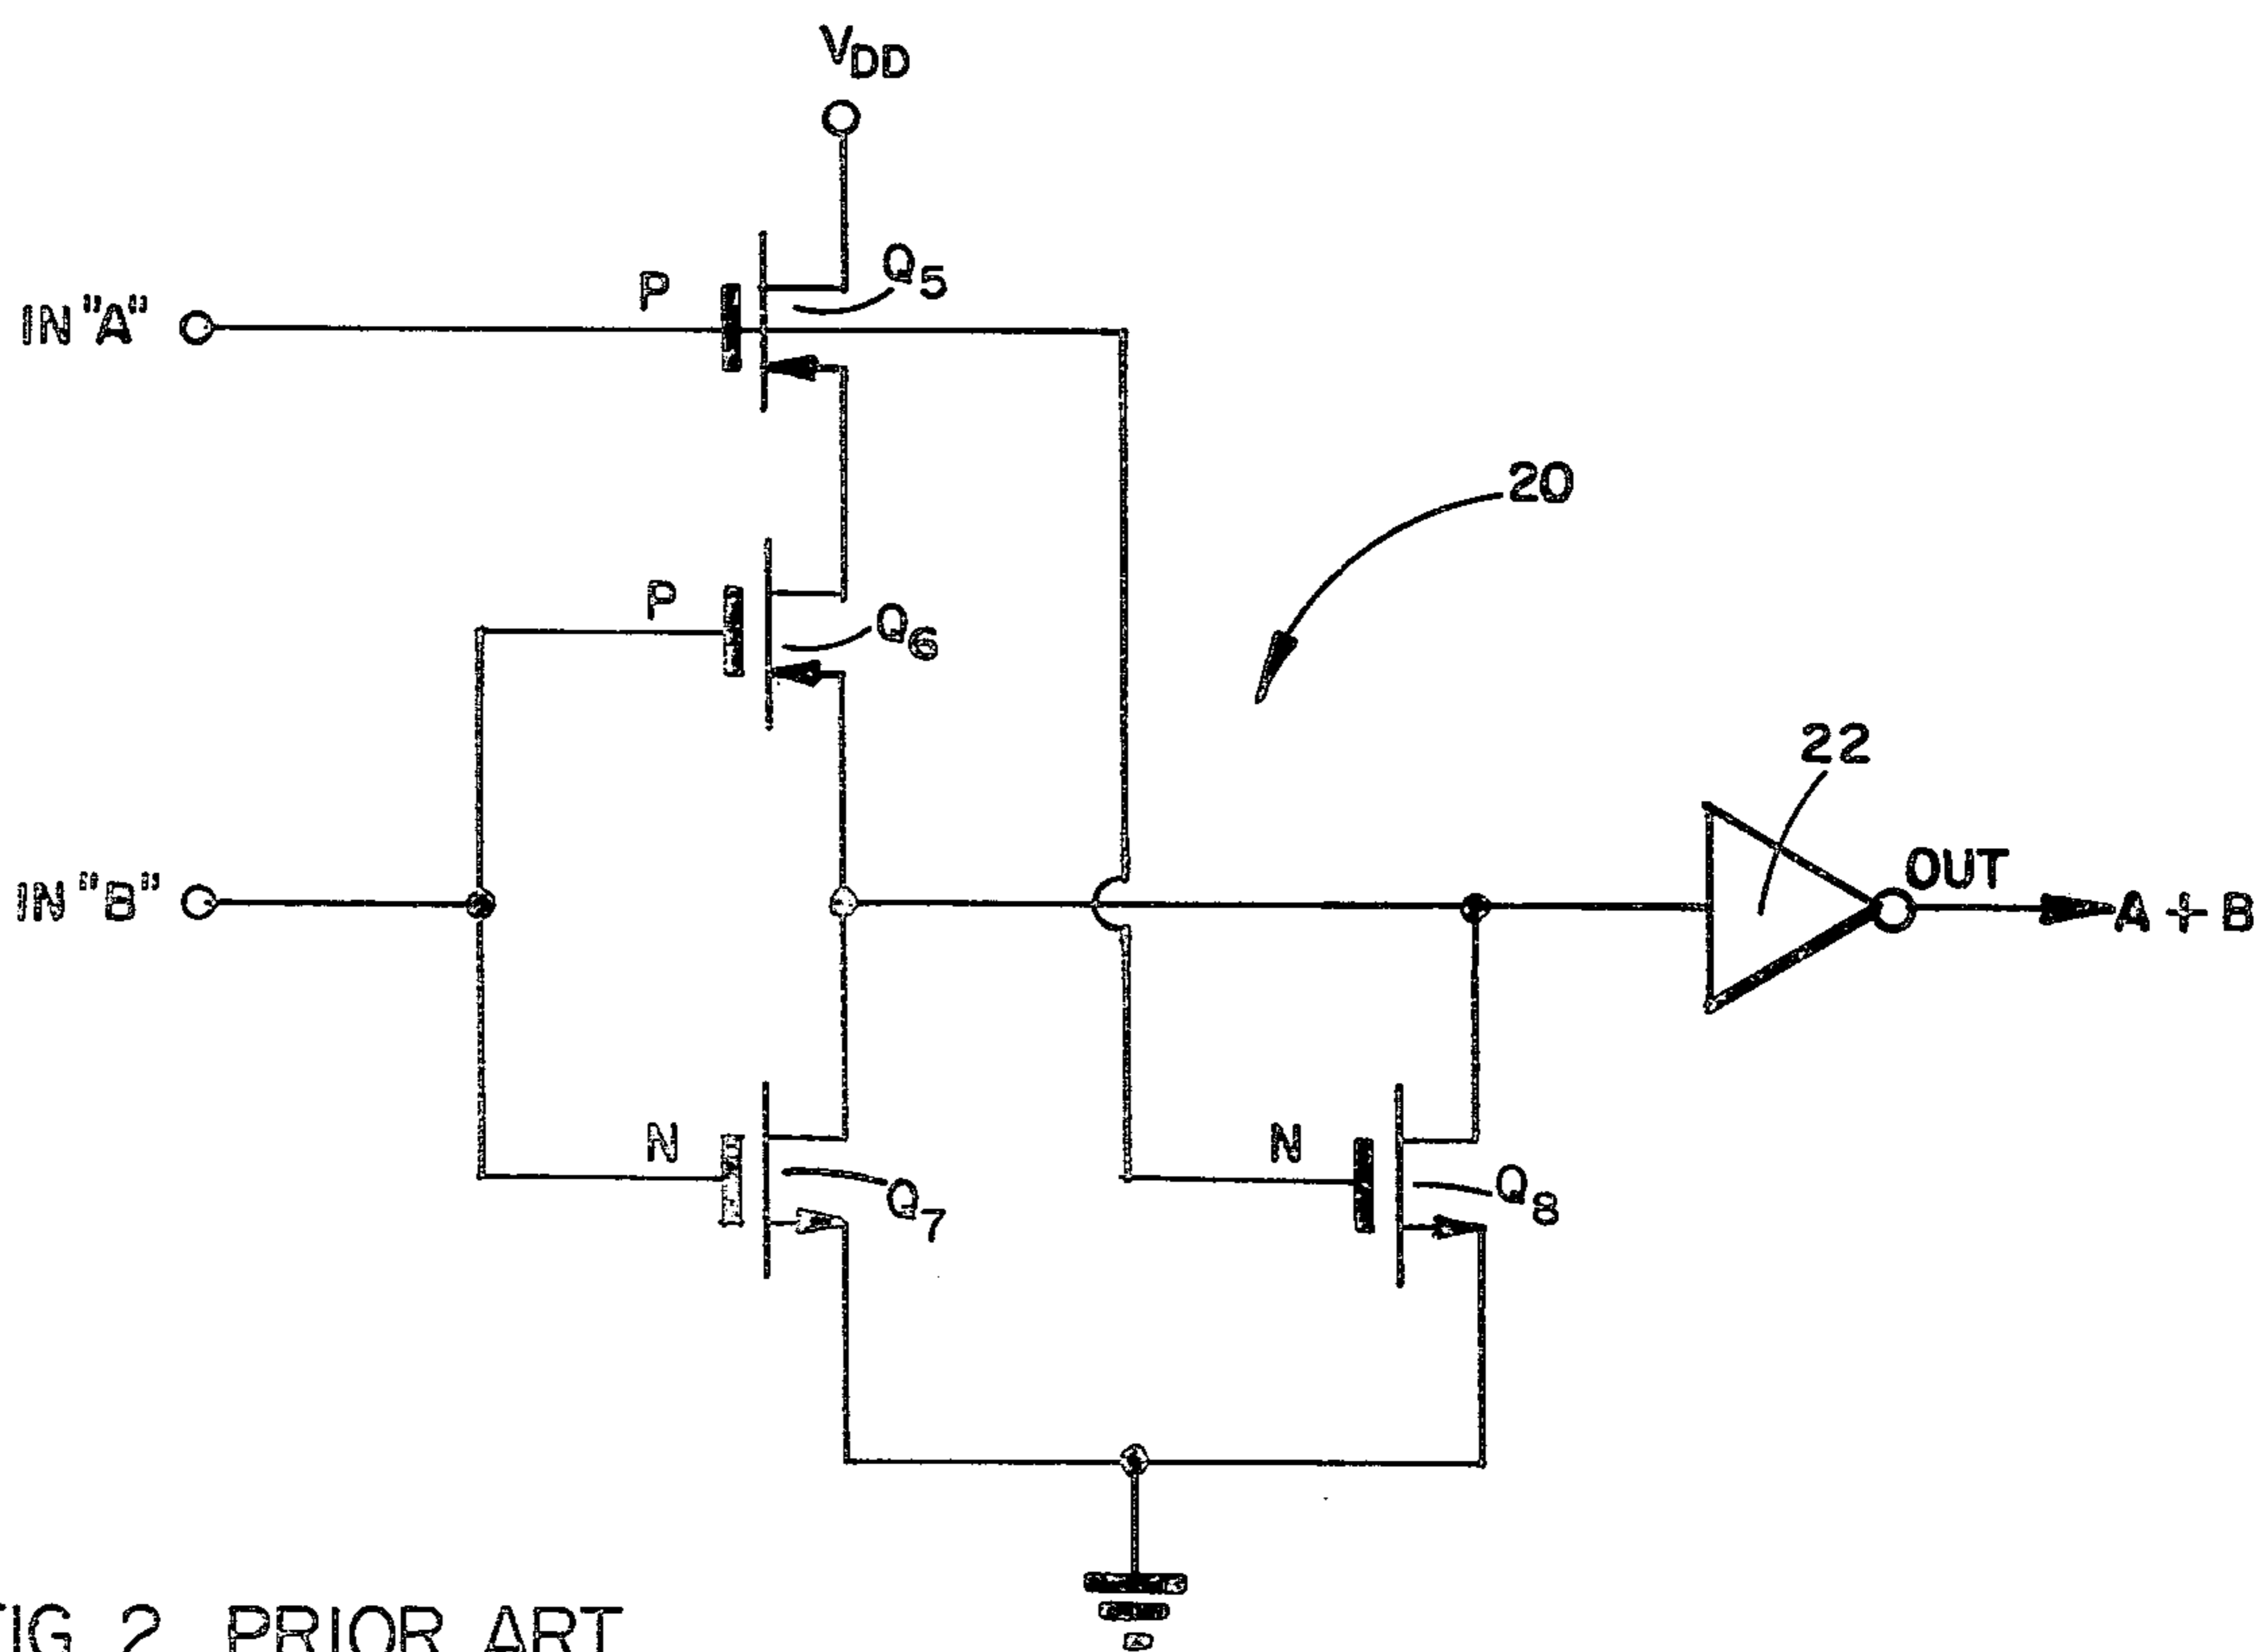 VDD
Q5
P
IN "A"
20
P
Q6
22
OUT
IN "B"
A + B
N
N
Q7
Q8
FIG. 2 PRIOR ART